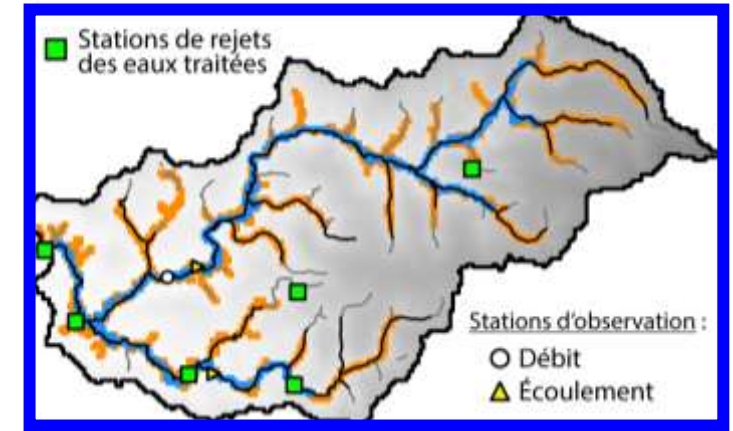 Stations de rejets
des eaux traitées
Stations d'observation :
Débit
Écoulement